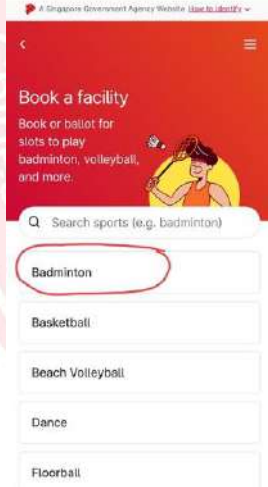 A Singapore Government Agency Website How to identify
Book a facility
Book or ballot for
slots to play
badminton, volleyball,
and more.
Search sports (e.g. badminton)
Badminton
Basketball
Beach Volleyball
Dance
Floorball